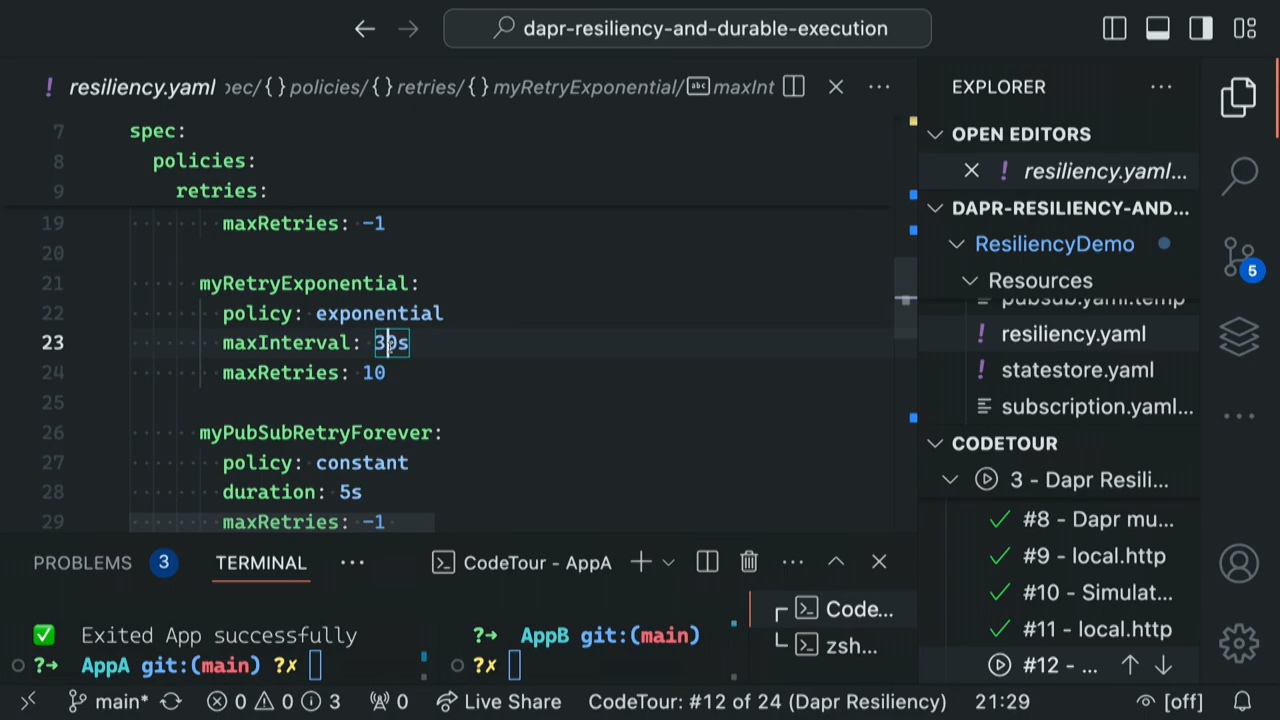 dapr-resiliency-and-durable-execution
! resiliency.yaml pec/ {} policies/ {} retries/ {} myRetryExponential/ abc maxInt
7 spec:
8 policies:
9 retries:
19 maxRetries: -1
20
21 myRetryExponential:
22 policy: exponential
23 maxInterval: 30s
24 maxRetries: 10
25
26 myPubSubRetryForever:
27 policy: constant
28 duration: 5s
29 maxRetries: -1
EXPLORER
OPEN EDITORS
! resiliency.yaml...
DAPR-RESILIENCY-AND...
ResiliencyDemo
Resources
pubsub.yaml.temp
! resiliency.yaml
! statestore.yaml
subscription.yaml...
CODETOUR
3 - Dapr Resili...
#8 - Dapr mu...
#9 - local.http
#10 - Simulat...
#11 - local.http
#12 - ...
5
PROBLEMS 3 TERMINAL ... CodeTour - AppA
✅ Exited App successfully
?→ AppA git:(main) ?✗
?→ AppB git:(main)
?✗
Code...
zsh...
main* 0 0 3 0 Live Share CodeTour: #12 of 24 (Dapr Resiliency) 21:29 [off]